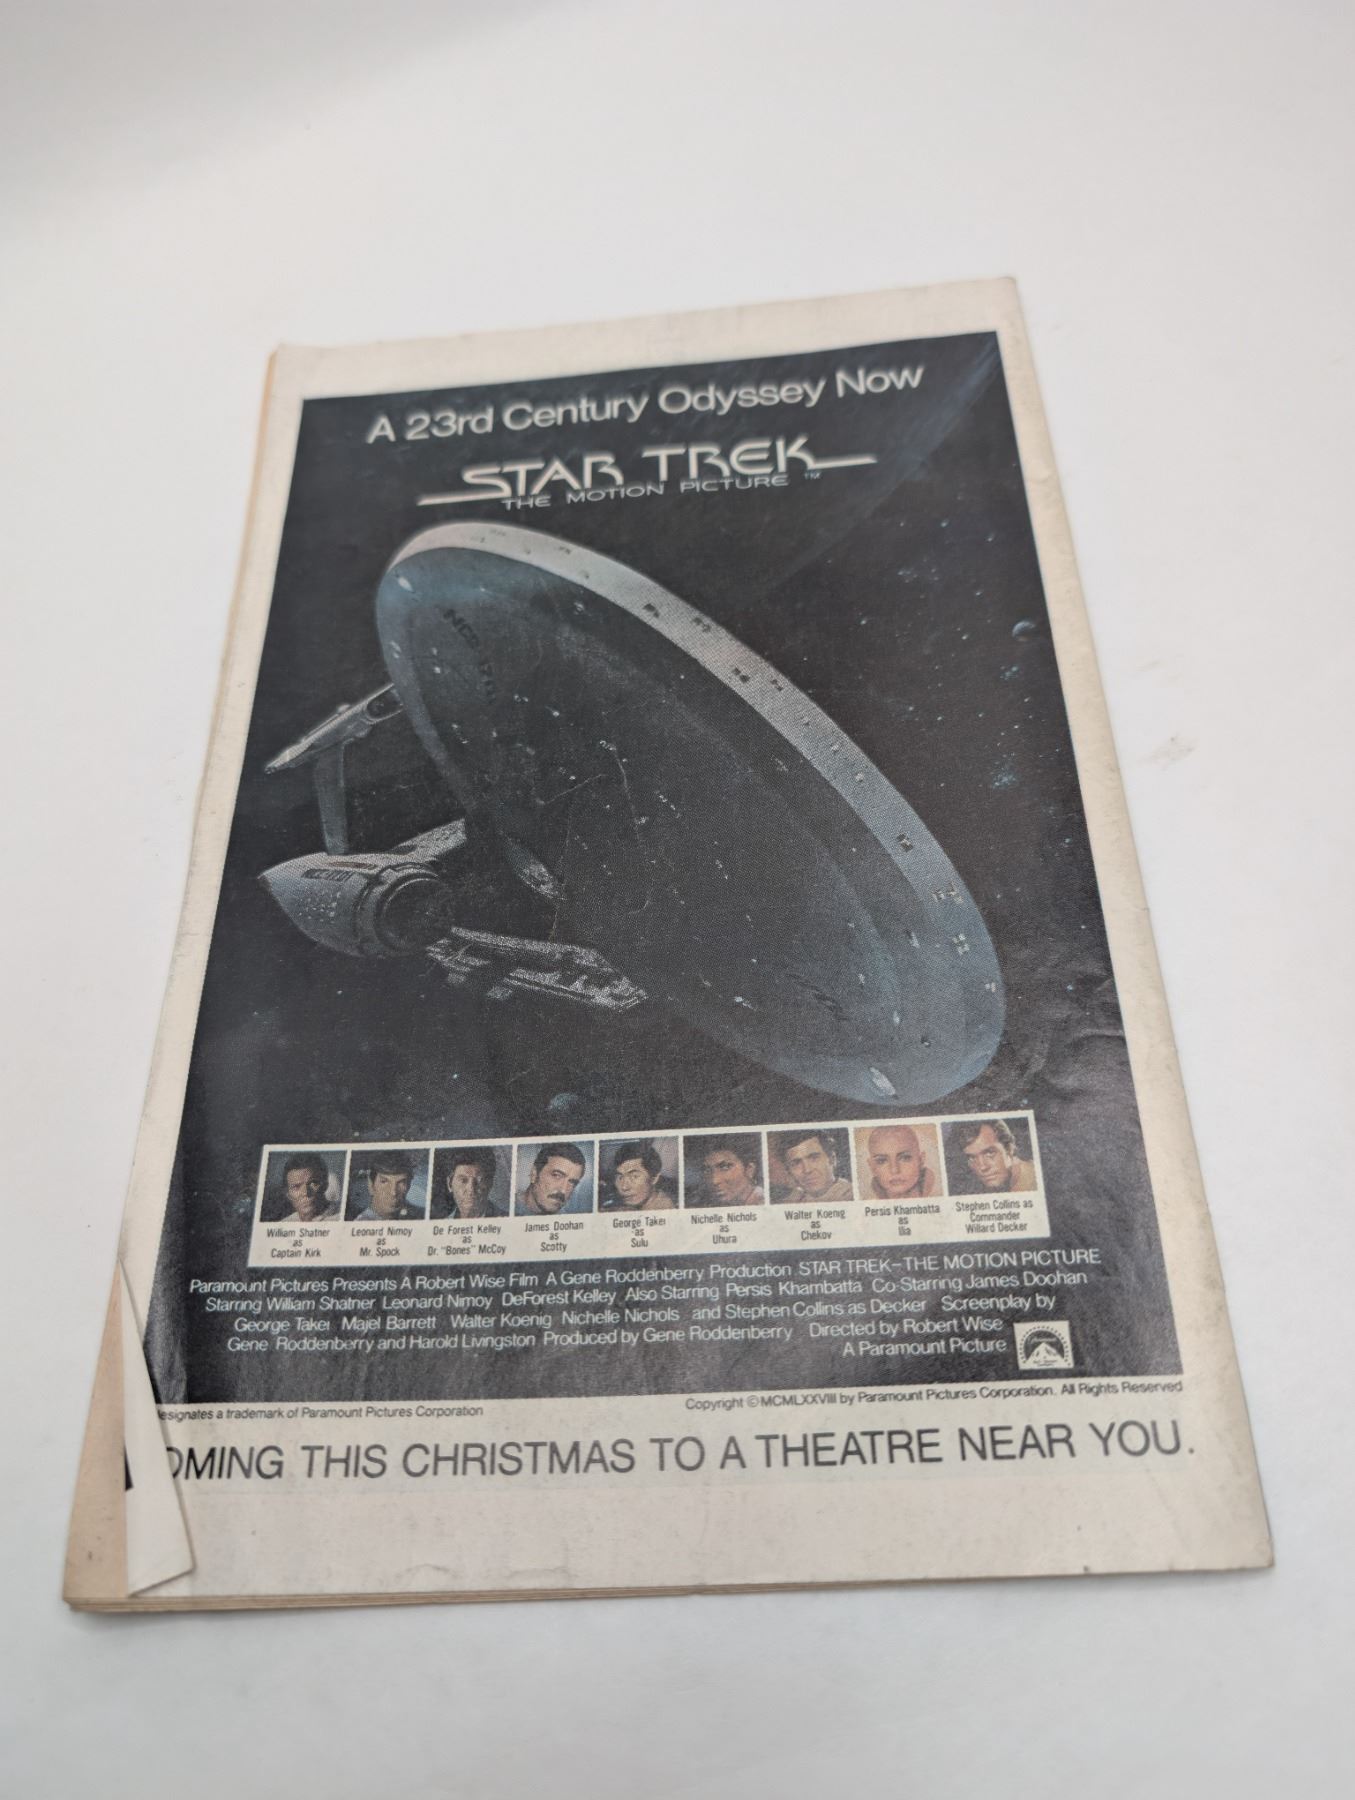 A 23rd Century Odyssey Now
STAR TREK
THE MOTION PICTURE ™
William Shatner
as
Captain Kirk
Leonard Nimoy
as
Mr. Spock
De Forest Kelley
as
Dr. "Bones" McCoy
James Doohan
as
Scotty
George Takei
as
Sulu
Nichelle Nichols
as
Uhura
Walter Koenig
as
Chekov
Persis Khambatta
as
Ilia
Stephen Collins as
Commander
Willard Decker
Paramount Pictures Presents A Robert Wise Film A Gene Roddenberry Production STAR TREK–THE MOTION PICTURE
Starring William Shatner Leonard Nimoy DeForest Kelley Also Starring Persis Khambatta Co-Starring James Doohan
George Takei Majel Barrett Walter Koenig Nichelle Nichols and Stephen Collins as Decker Screenplay by
Gene Roddenberry and Harold Livingston Produced by Gene Roddenberry Directed by Robert Wise
A Paramount Picture
esignates a trademark of Paramount Pictures Corporation
Copyright ©MCMLXXVIII by Paramount Pictures Corporation. All Rights Reserved
OMING THIS CHRISTMAS TO A THEATRE NEAR YOU.